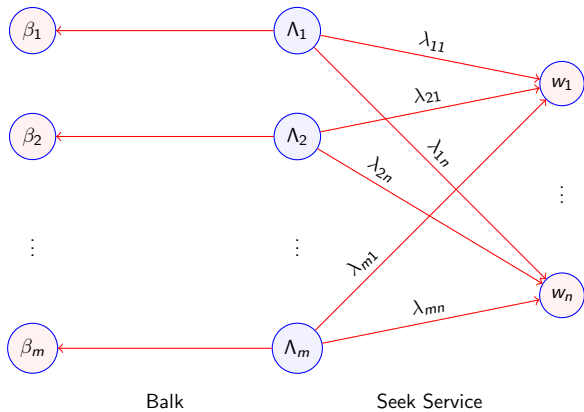 β₁ Λ₁ λ₁₁ w₁
β₂ Λ₂ λ₂₁ λ₁ₙ λ₂ₙ
⋮ ⋮ ⋮
λₘ₁ λₘₙ wₙ
βₘ Λₘ
Balk Seek Service